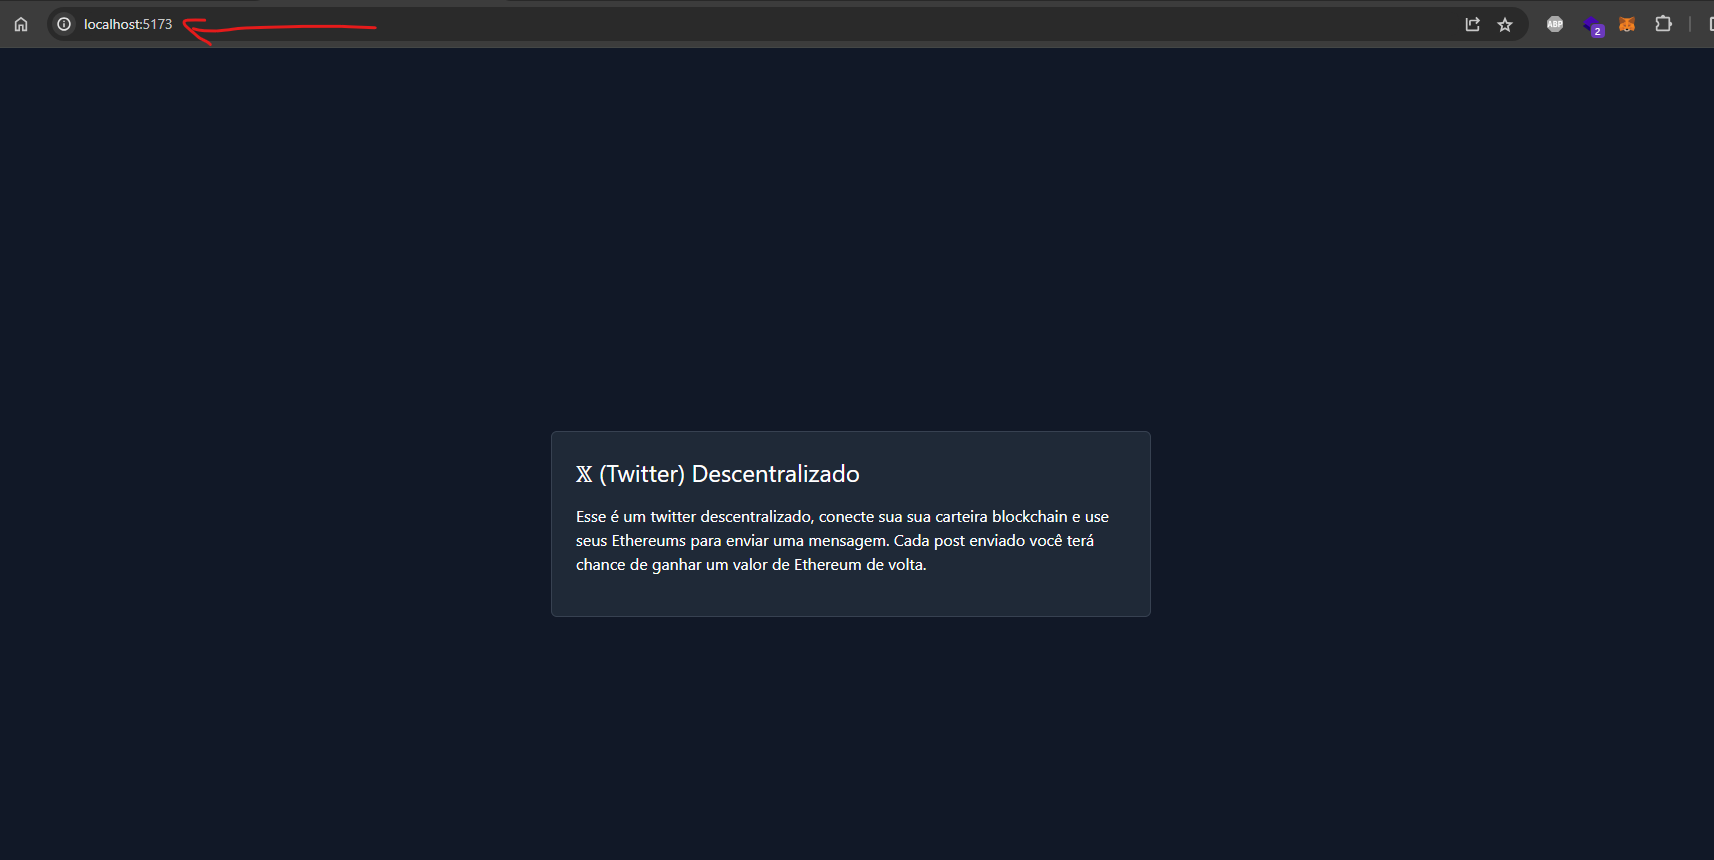 localhost:5173
ABP
2
𝕏 (Twitter) Descentralizado
Esse é um twitter descentralizado, conecte sua sua carteira blockchain e use
seus Ethereums para enviar uma mensagem. Cada post enviado você terá
chance de ganhar um valor de Ethereum de volta.